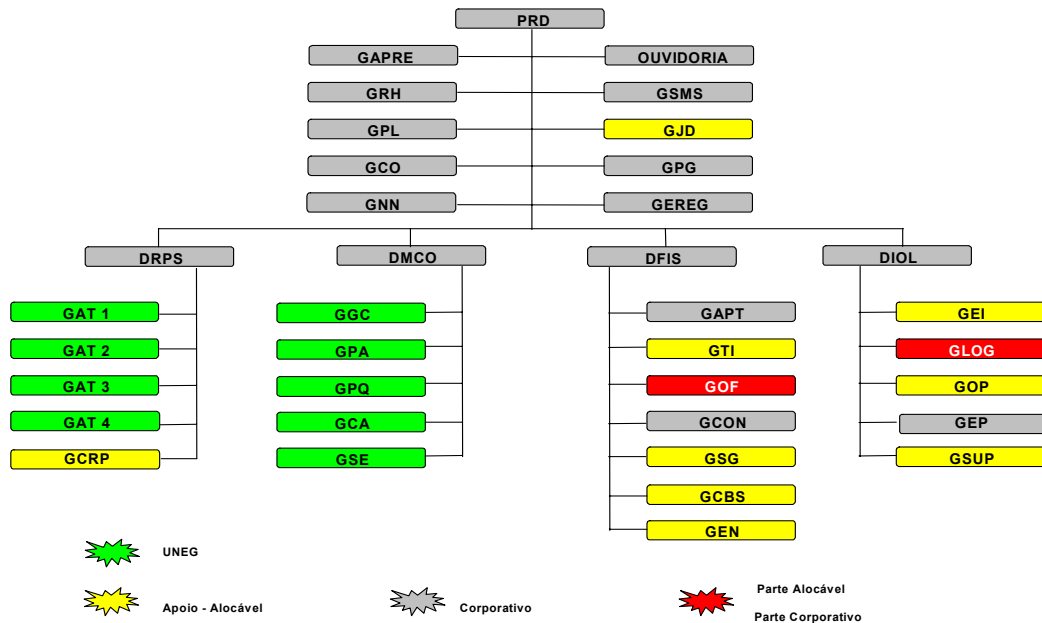 PRD
GAPRE
OUVIDORIA
GRH
GSMS
GPL
GJD
GCO
GPG
GNN
GEREG
DRPS
DMCO
DFIS
DIOL
GAT 1
GAT 2
GAT 3
GAT 4
GCRP
GGC
GPA
GPQ
GCA
GSE
GAPT
GTI
GOF
GCON
GSG
GCBS
GEN
GEI
GLOG
GOP
GEP
GSUP
UNEG
Apoio - Alocável
Corporativo
Parte Alocável
Parte Corporativo